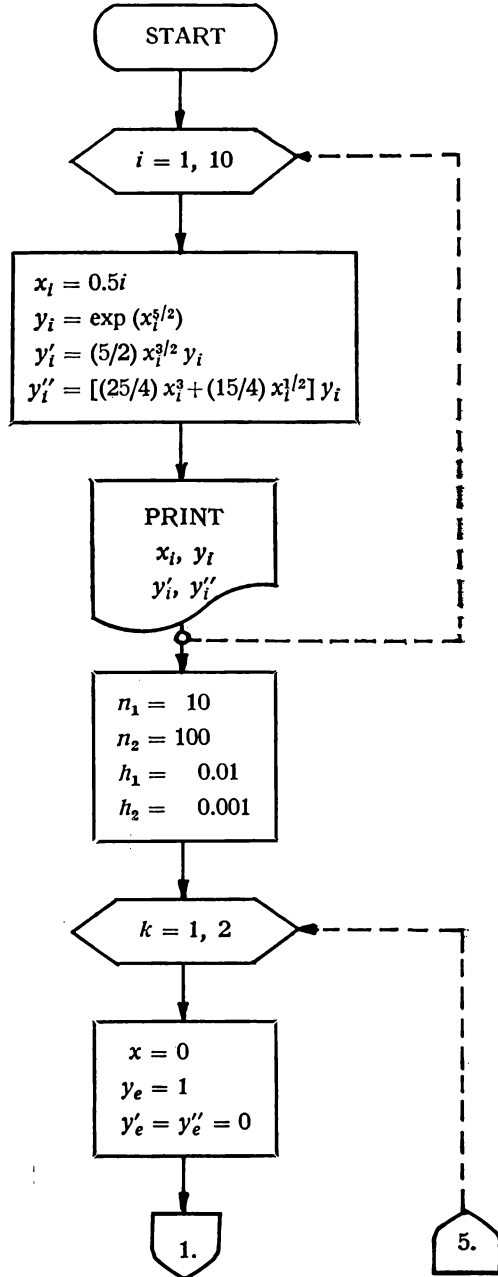 START
i = 1, 10
x_i = 0.5i
y_i = exp (x_i^{5/2})
y'_i = (5/2) x_i^{3/2} y_i
y''_i = [(25/4) x_i^3 + (15/4) x_i^{1/2}] y_i
PRINT
x_i, y_i
y'_i, y''_i
n_1 = 10
n_2 = 100
h_1 = 0.01
h_2 = 0.001
k = 1, 2
x = 0
y_e = 1
y'_e = y''_e = 0
1.
5.